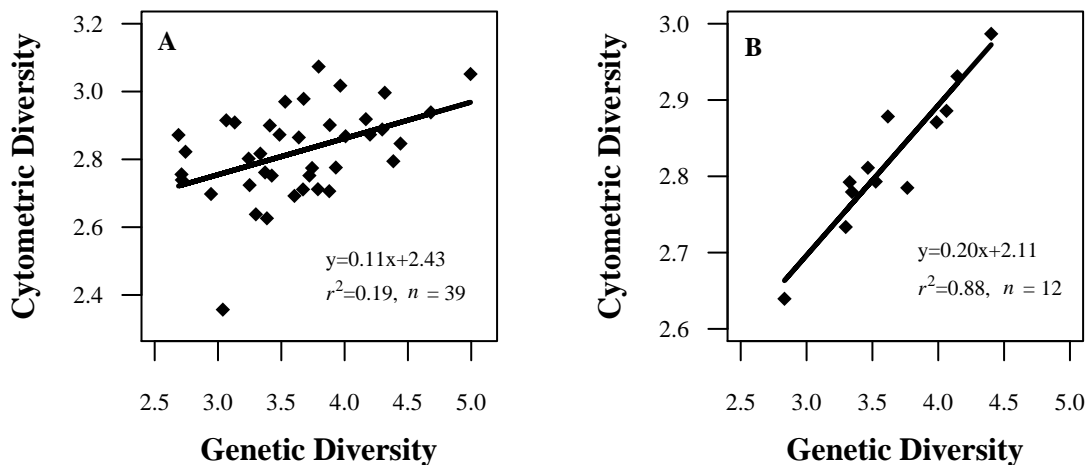 A
Cytometric Diversity
3.2
3.0
2.8
2.6
2.4
y=0.11x+2.43
r²=0.19, n = 39
2.5 3.0 3.5 4.0 4.5 5.0
Genetic Diversity
B
Cytometric Diversity
3.0
2.9
2.8
2.7
2.6
y=0.20x+2.11
r²=0.88, n = 12
2.5 3.0 3.5 4.0 4.5 5.0
Genetic Diversity